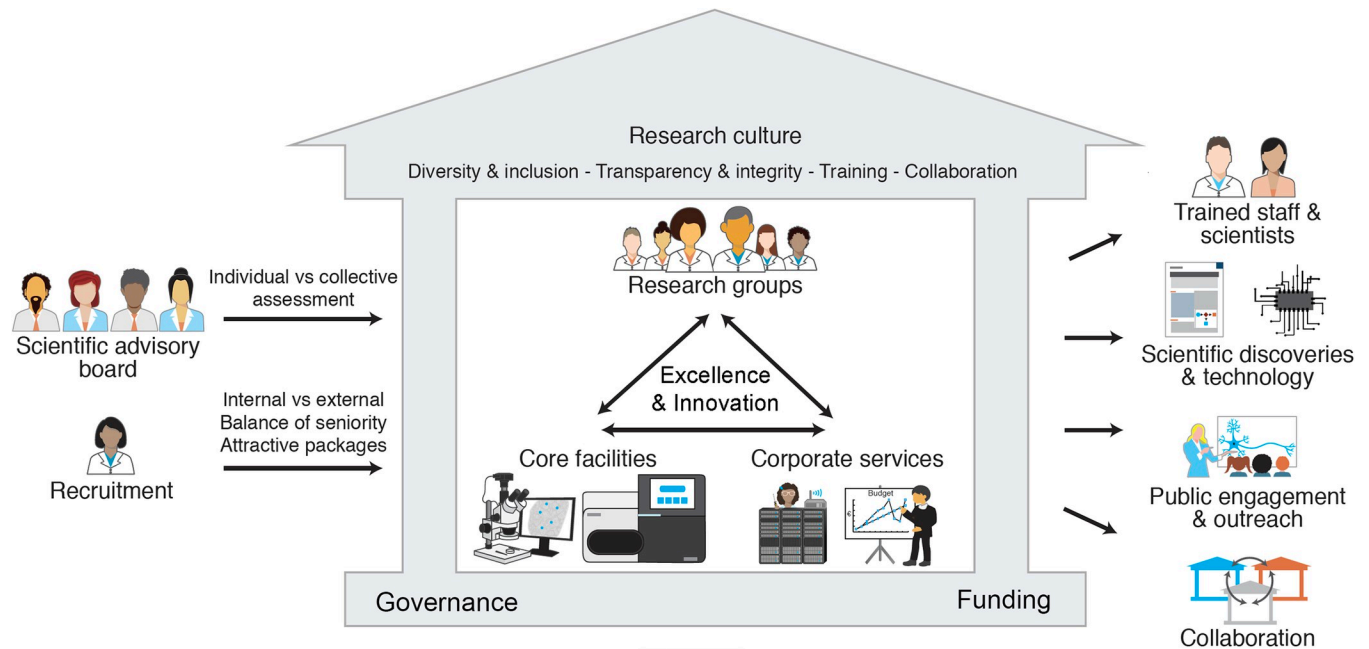 Research culture
Diversity & inclusion - Transparency & integrity - Training - Collaboration
Individual vs collective
assessment
Scientific advisory
board
Internal vs external
Balance of seniority
Attractive packages
Recruitment
Research groups
Excellence
& Innovation
Core facilities
Corporate services
Budget
€
Governance
Funding
Trained staff &
scientists
Scientific discoveries
& technology
Public engagement
& outreach
Collaboration